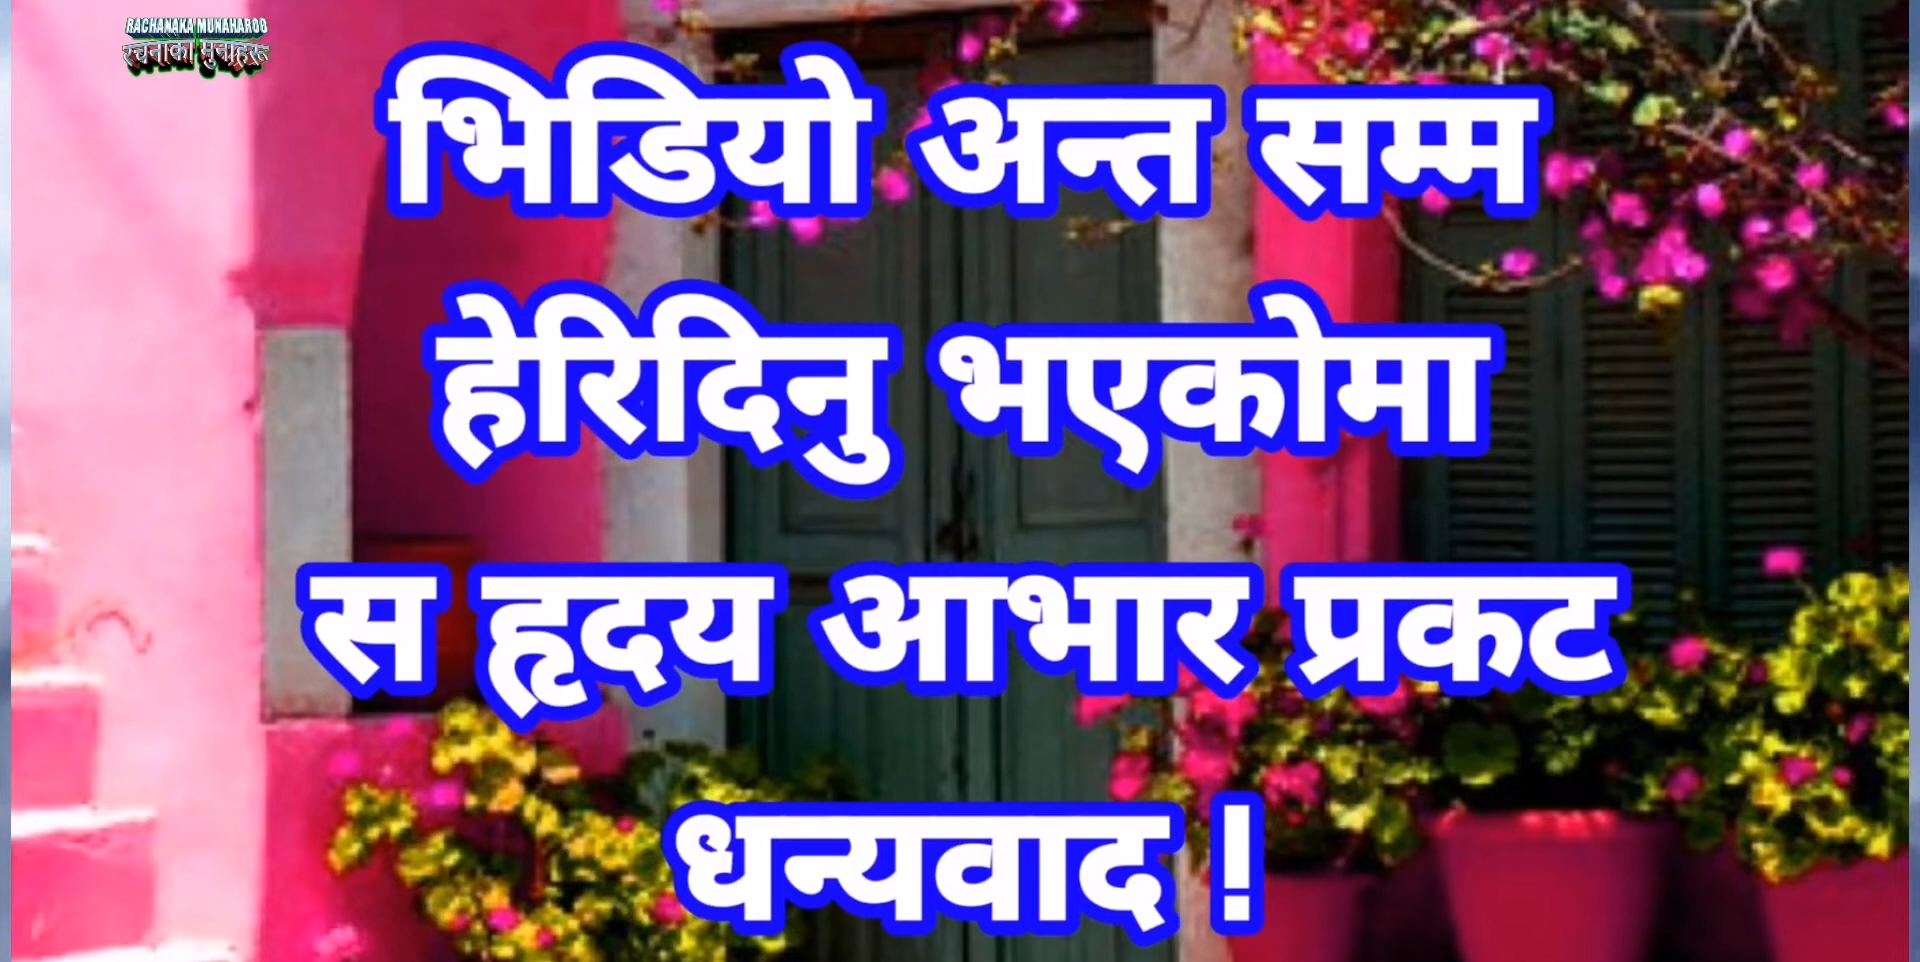 RACHANAKA MUNAHAROO
रचनाका मुनाहरू
भिडियो अन्त सम्म
हेरिदिनु भएकोमा
स हृदय आभार प्रकट
धन्यवाद !